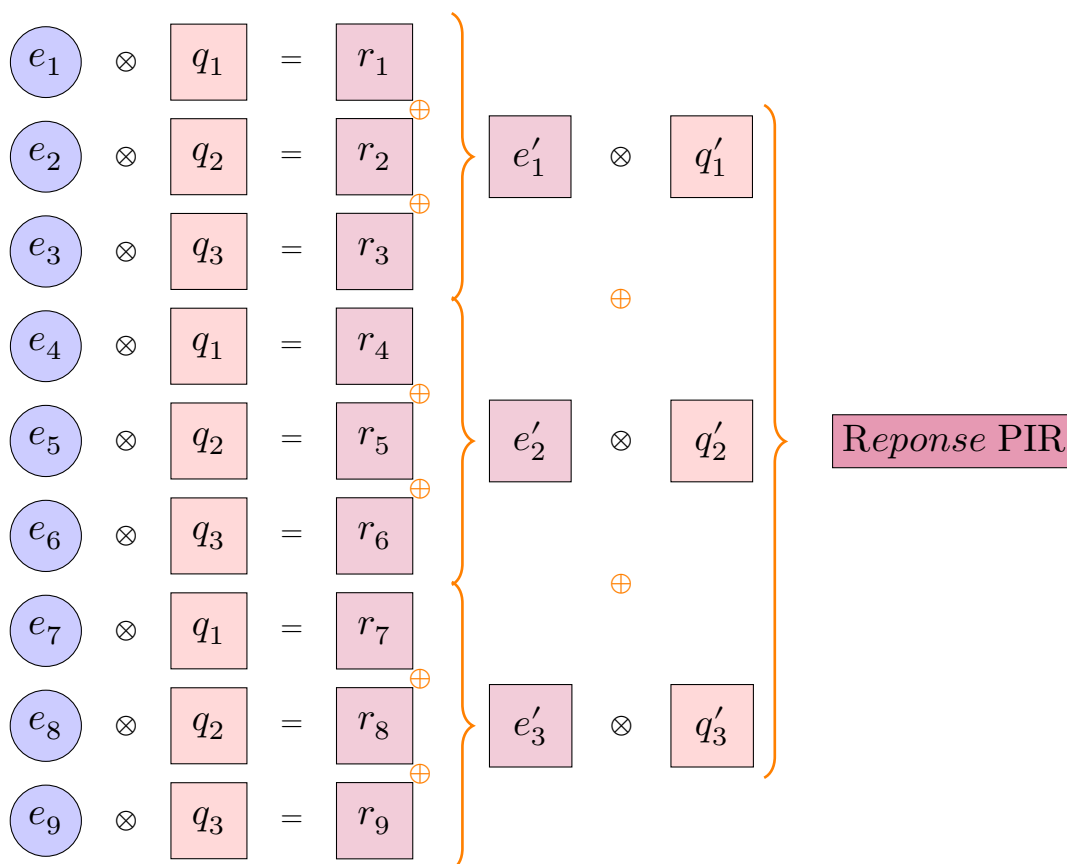 e₁ ⊗ q₁ = r₁
⊕
e₂ ⊗ q₂ = r₂ e′₁ ⊗ q′₁
⊕
e₃ ⊗ q₃ = r₃
⊕
e₄ ⊗ q₁ = r₄
⊕
e₅ ⊗ q₂ = r₅ e′₂ ⊗ q′₂ Reponse PIR
⊕
e₆ ⊗ q₃ = r₆
⊕
e₇ ⊗ q₁ = r₇
⊕
e₈ ⊗ q₂ = r₈ e′₃ ⊗ q′₃
⊕
e₉ ⊗ q₃ = r₉